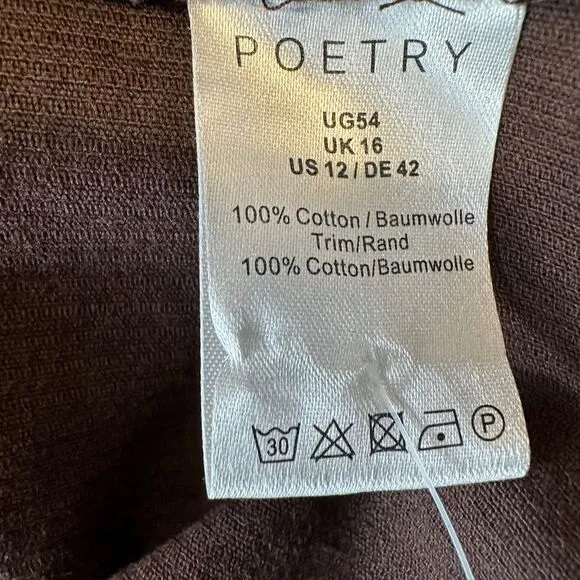 POETRY
UG54
UK 16
US 12 / DE 42
100% Cotton / Baumwolle
Trim/Rand
100% Cotton/Baumwolle
30 P